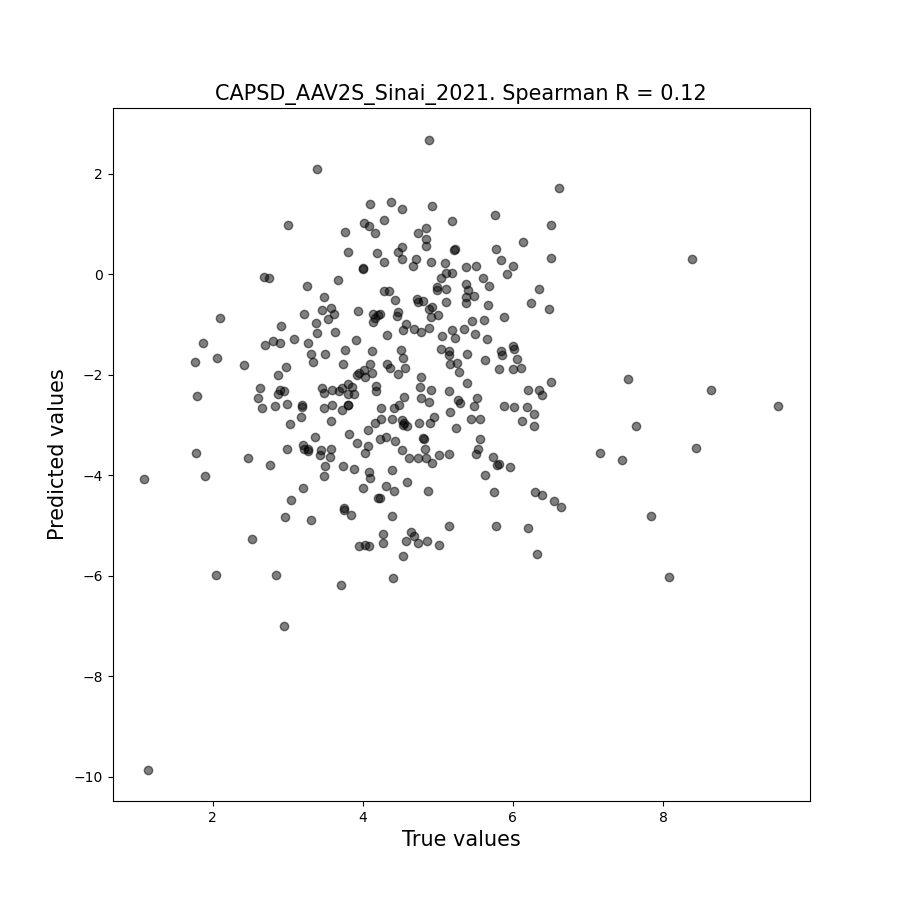 CAPSD_AAV2S_Sinai_2021. Spearman R = 0.12
Predicted values
2
0
−2
−4
−6
−8
−10
2 4 6 8
True values